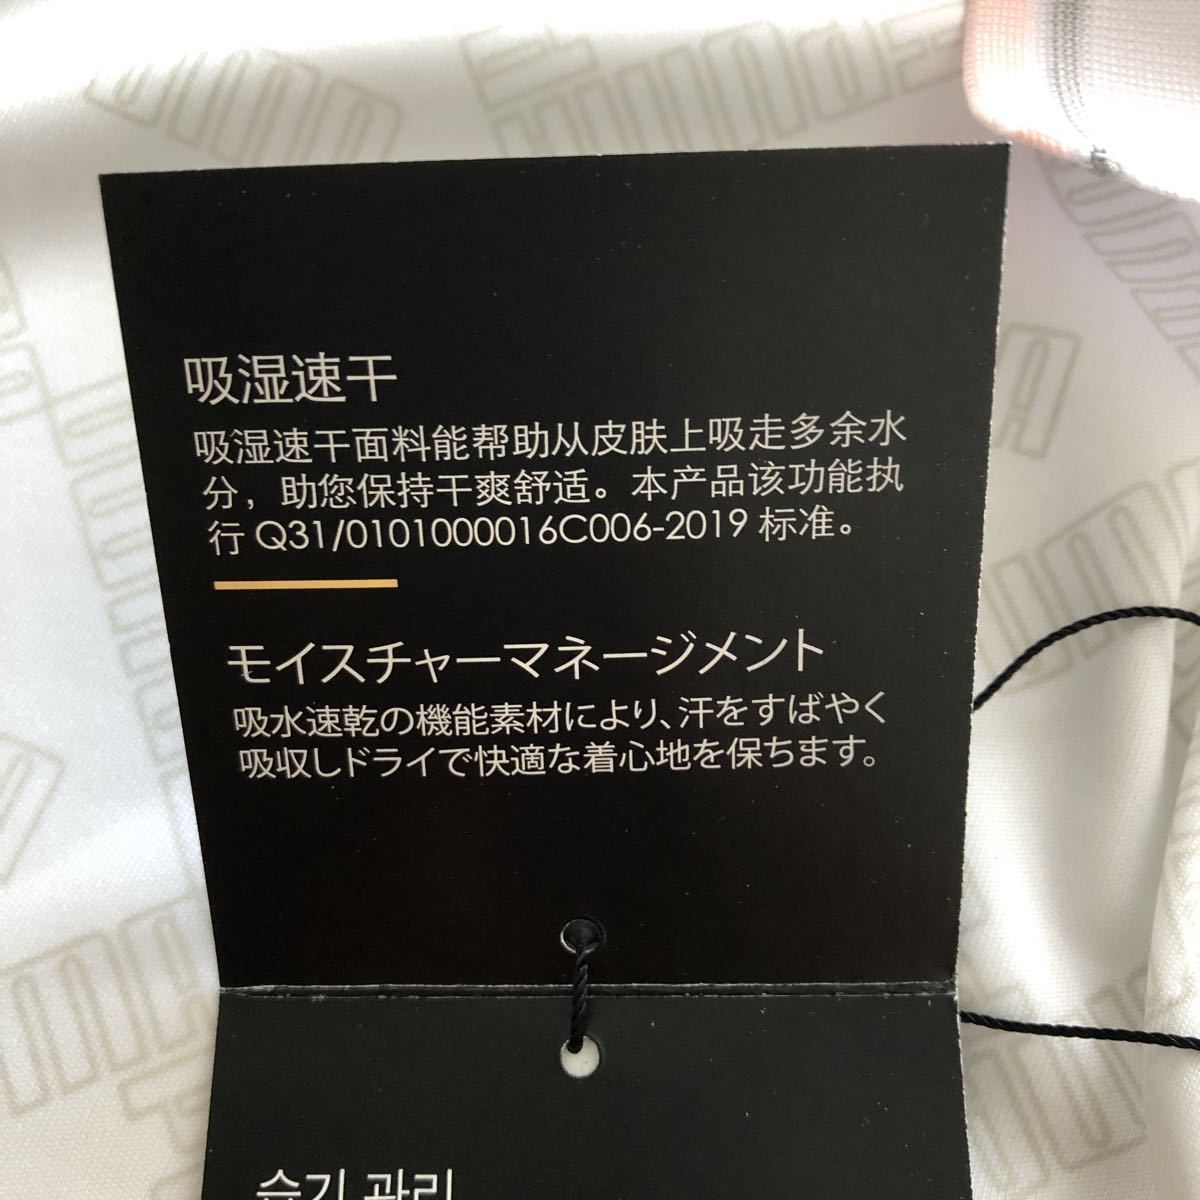 吸湿速干
吸湿速干面料能帮助从皮肤上吸走多余水
分，助您保持干爽舒适。本产品该功能执
行 Q31/0101000016C006-2019 标准。
モイスチャーマネージメント
吸水速乾の機能素材により、汗をすばやく
吸収しドライで快適な着心地を保ちます。
습기 관리